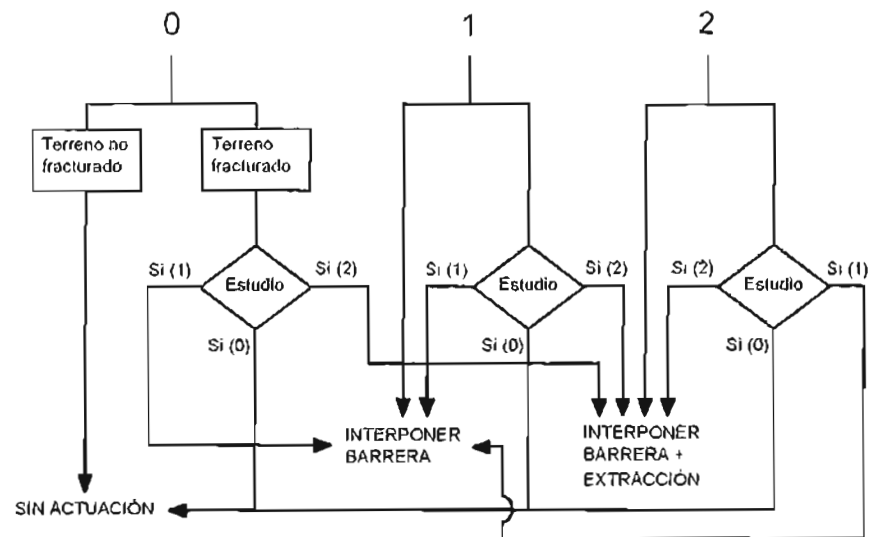 0 1 2
Terreno no
fracturado
Terreno
fracturado
Si (1) Estudio Si (2)
Si (1) Estudio Si (2)
Si (2) Estudio Si (1)
Si (0) Si (0) Si (0)
INTERPONER
BARRERA
INTERPONER
BARRERA +
EXTRACCIÓN
SIN ACTUACIÓN